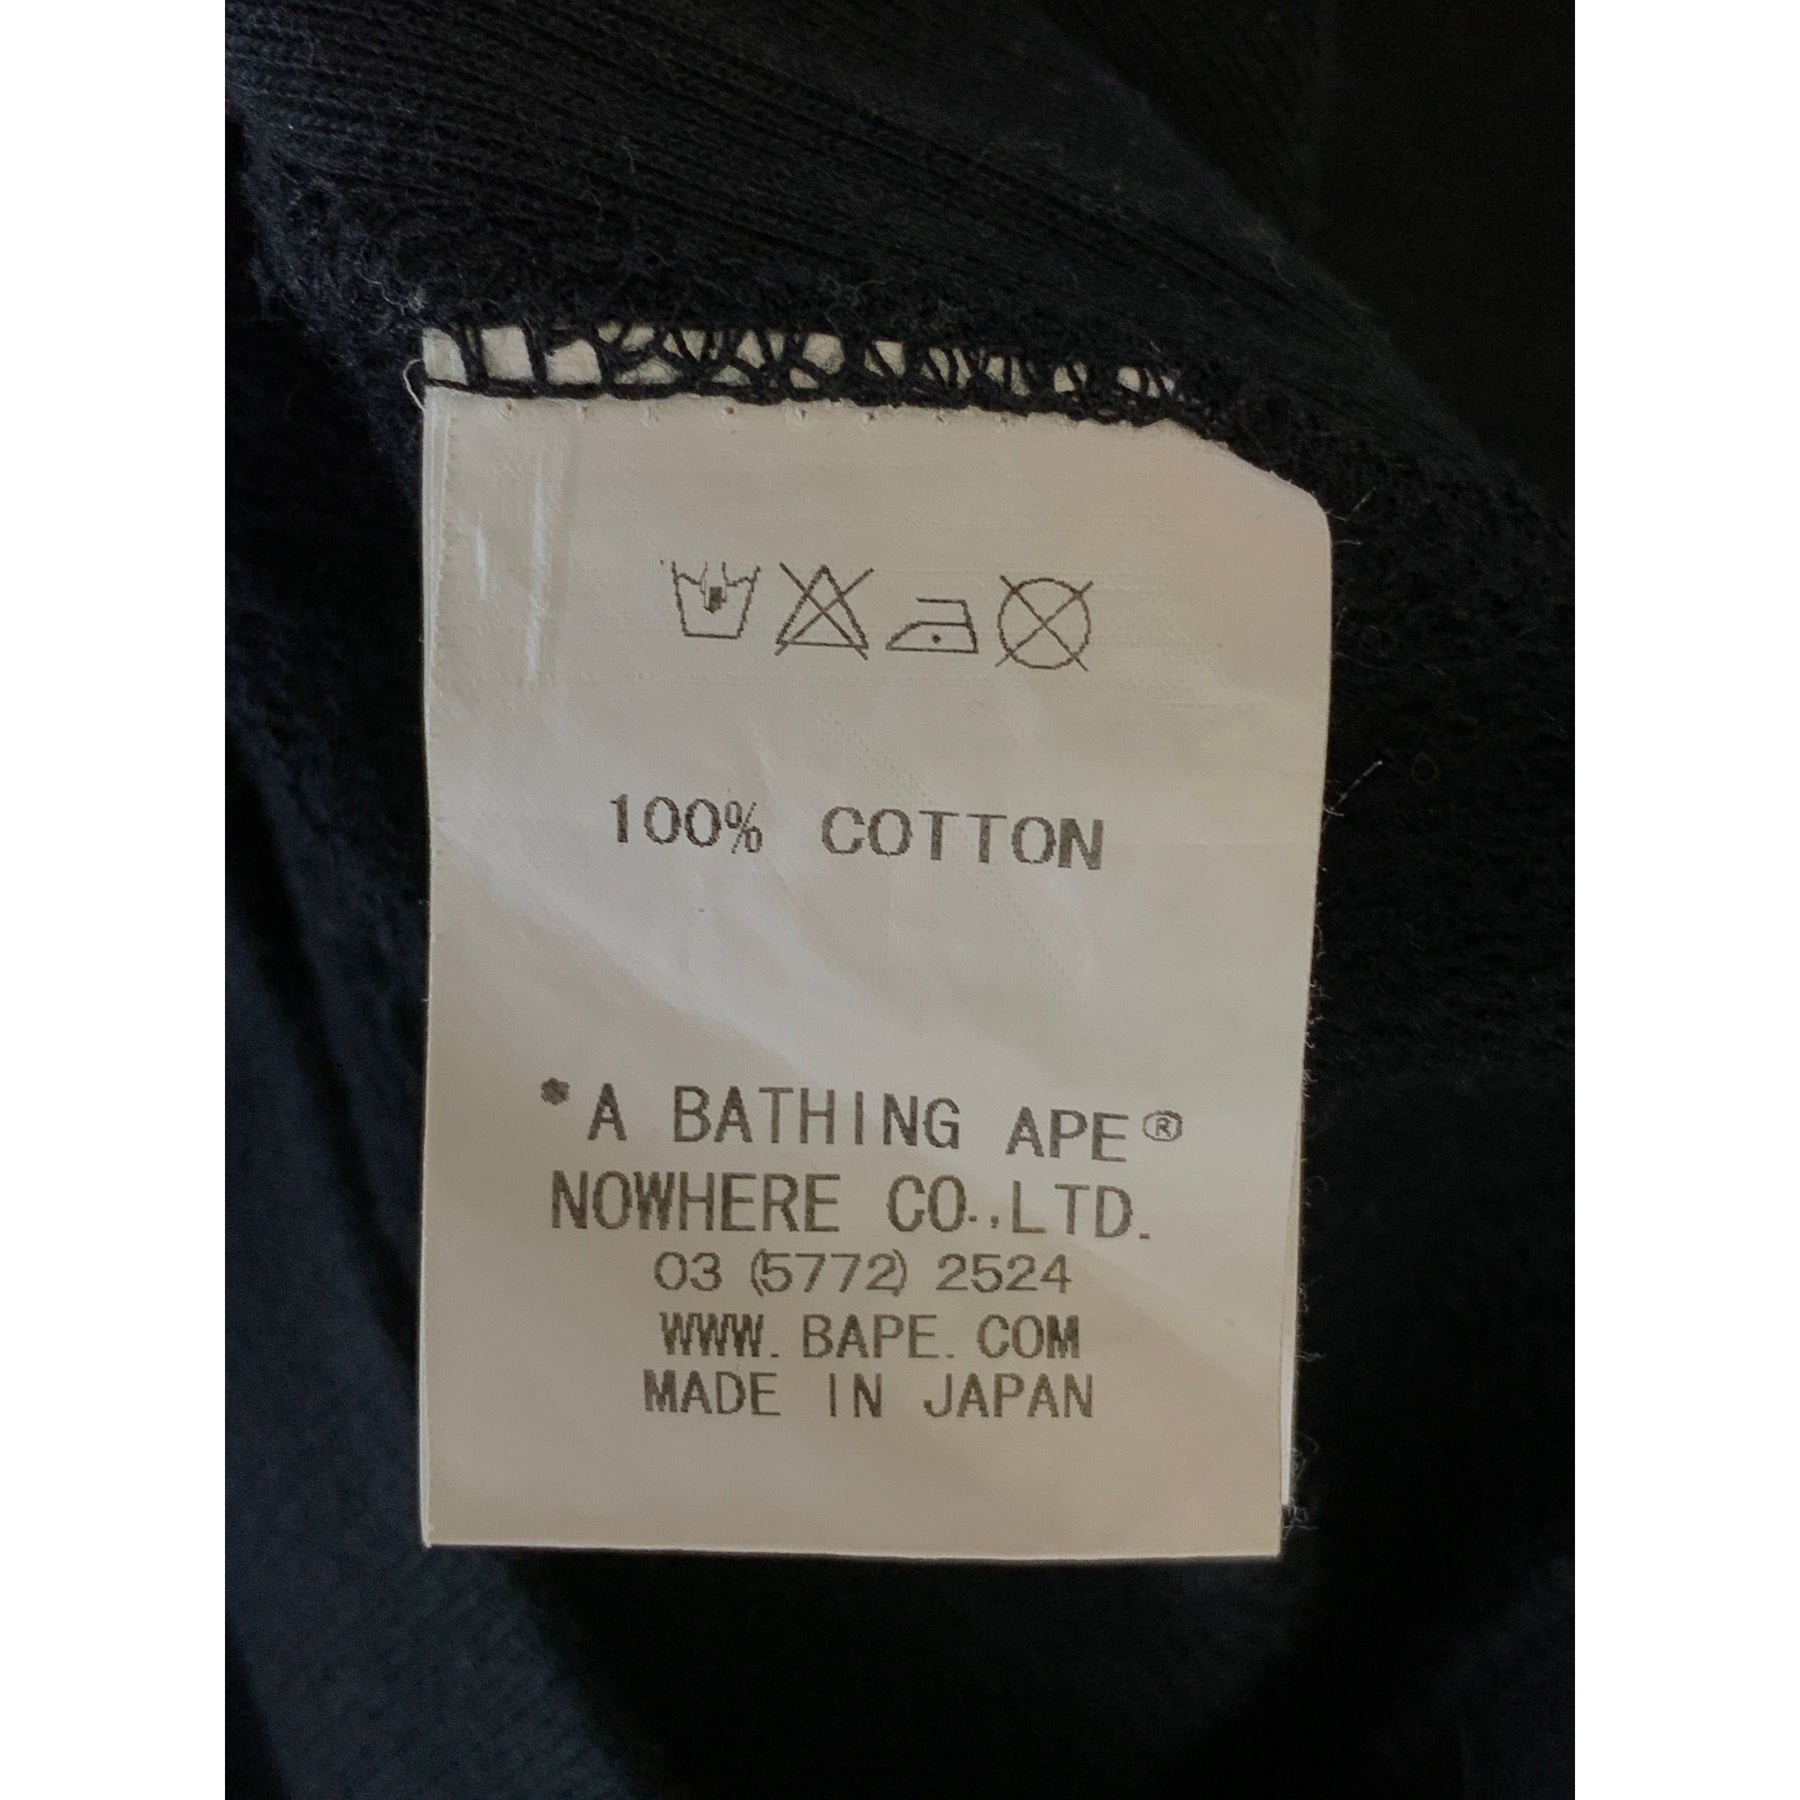 100% COTTON
*A BATHING APE®
NOWHERE CO.,LTD.
03 (5772) 2524
WWW.BAPE.COM
MADE IN JAPAN